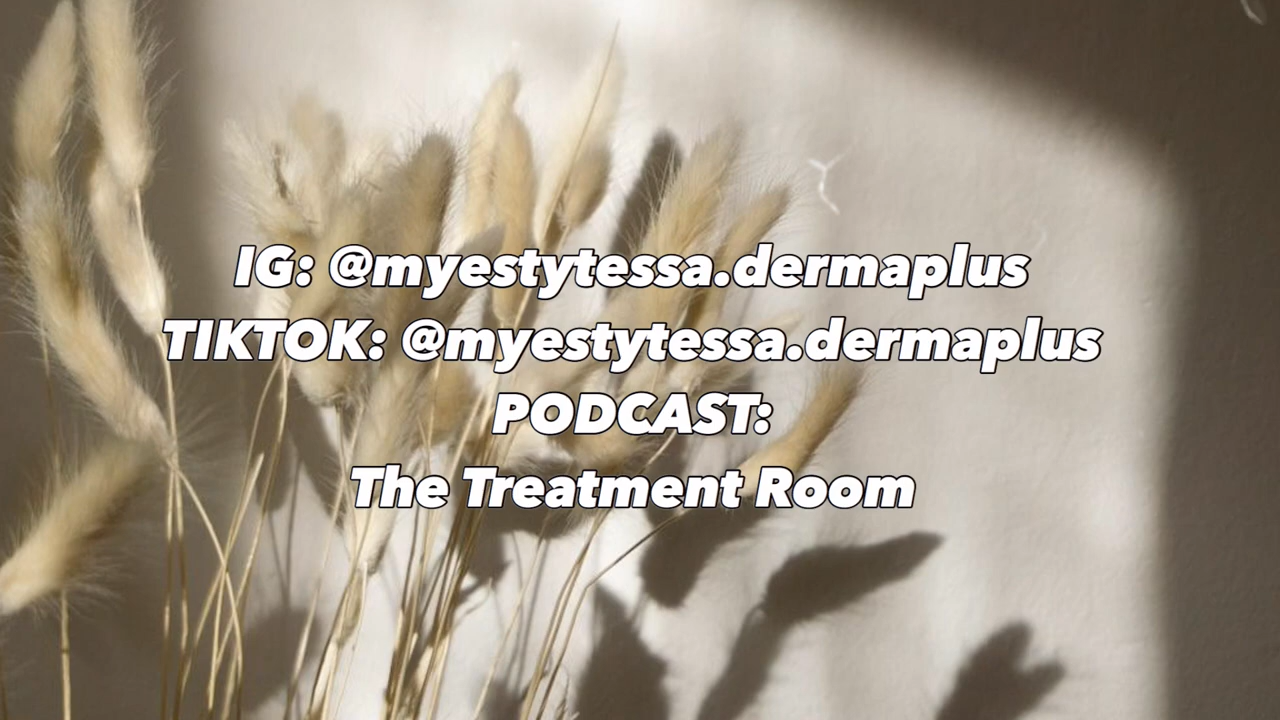 IG: @myestytessa.dermaplus
TIKTOK: @myestytessa.dermaplus
PODCAST:
The Treatment Room